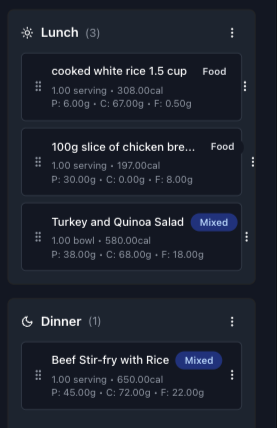 Lunch (3)
cooked white rice 1.5 cup Food
1.00 serving • 308.00cal
P: 6.00g • C: 67.00g • F: 0.50g
100g slice of chicken bre... Food
1.00 serving • 197.00cal
P: 30.00g • C: 0.00g • F: 8.00g
Turkey and Quinoa Salad Mixed
1.00 bowl • 580.00cal
P: 38.00g • C: 68.00g • F: 18.00g
Dinner (1)
Beef Stir-fry with Rice Mixed
1.00 serving • 650.00cal
P: 45.00g • C: 72.00g • F: 22.00g